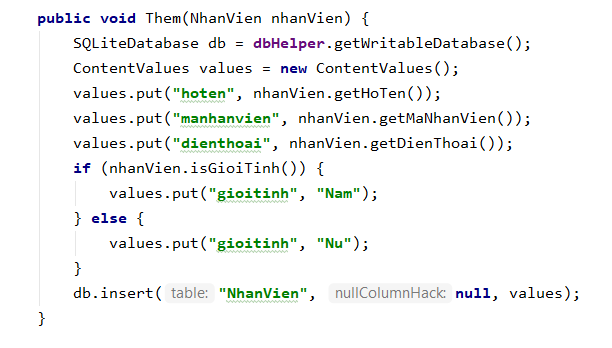 public void Them(NhanVien nhanVien) {
SQLiteDatabase db = dbHelper.getWritableDatabase();
ContentValues values = new ContentValues();
values.put("hoten", nhanVien.getHoTen());
values.put("manhanvien", nhanVien.getMaNhanVien());
values.put("dienthoai", nhanVien.getDienThoai());
if (nhanVien.isGioiTinh()) {
values.put("gioitinh", "Nam");
} else {
values.put("gioitinh", "Nu");
}
db.insert( table: "NhanVien", nullColumnHack: null, values);
}